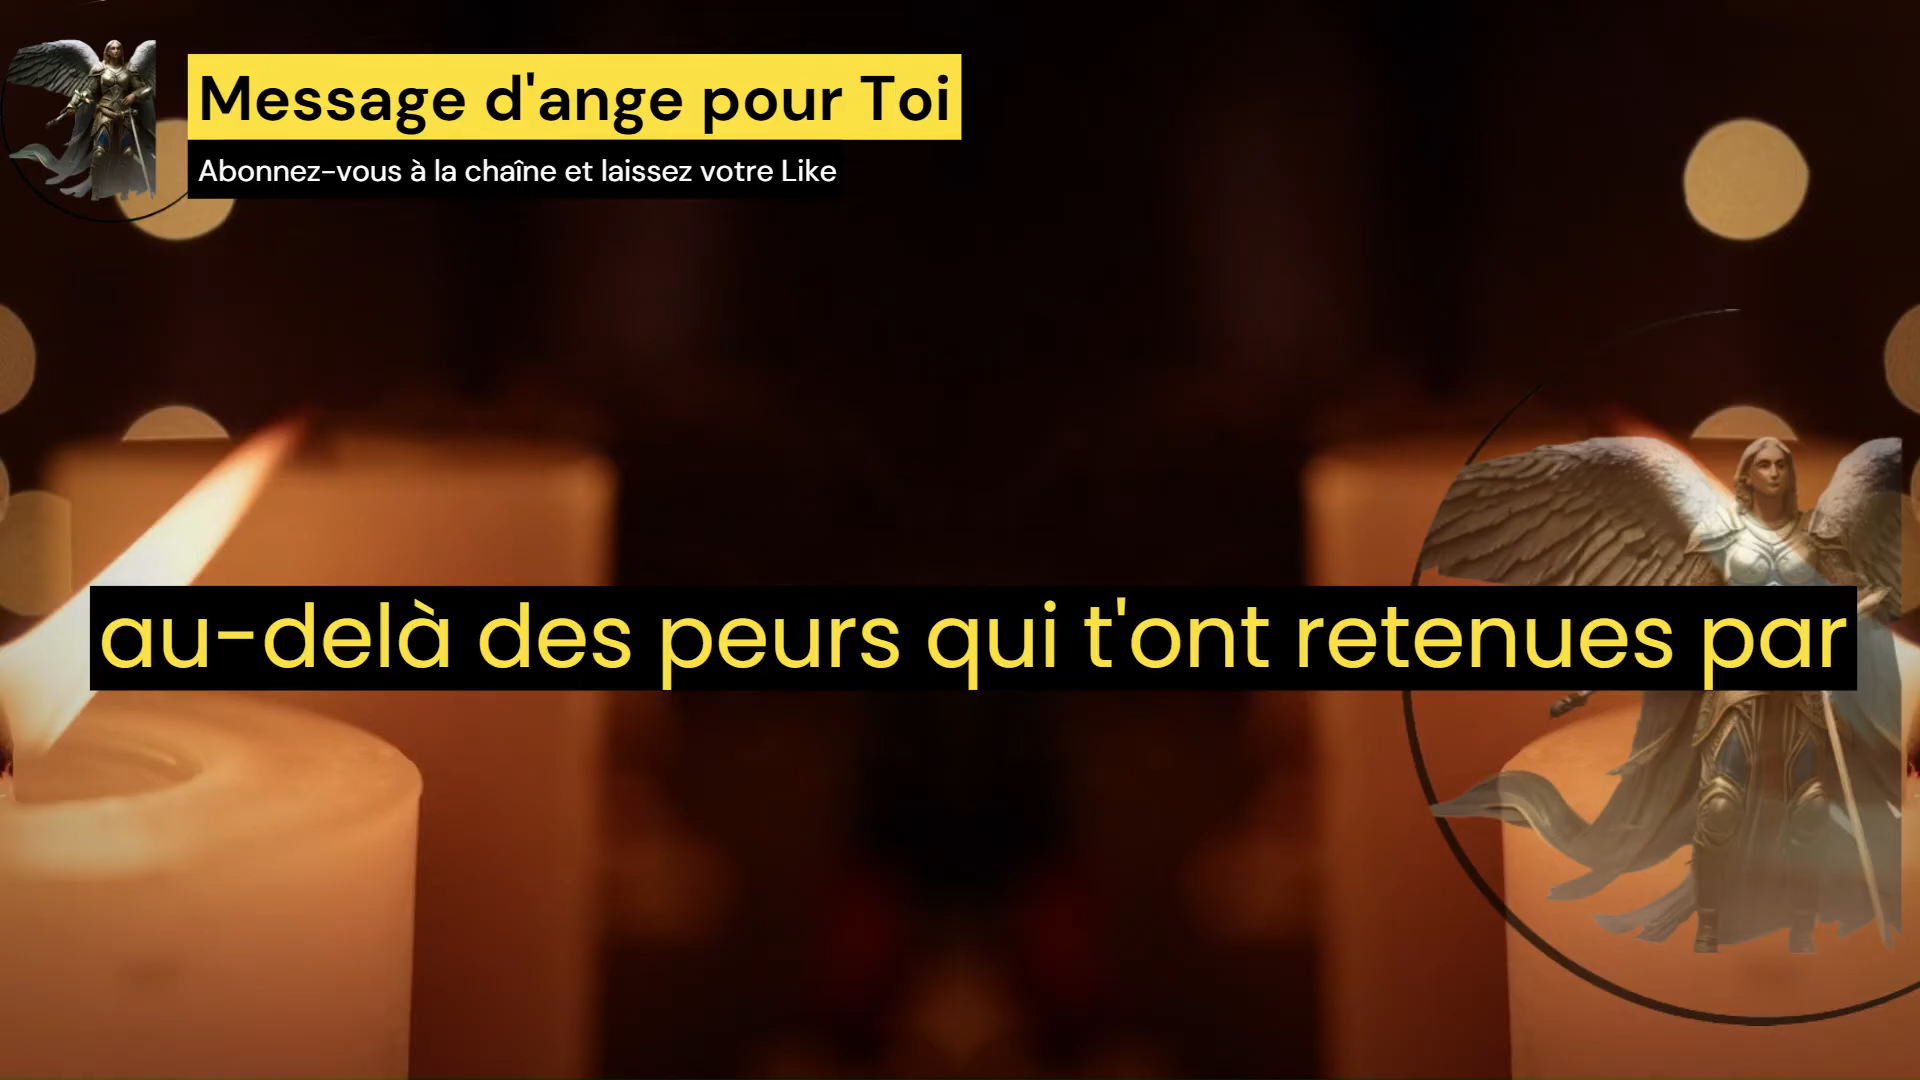 Message d'ange pour Toi
Abonnez-vous à la chaîne et laissez votre Like
au-delà des peurs qui t'ont retenues par